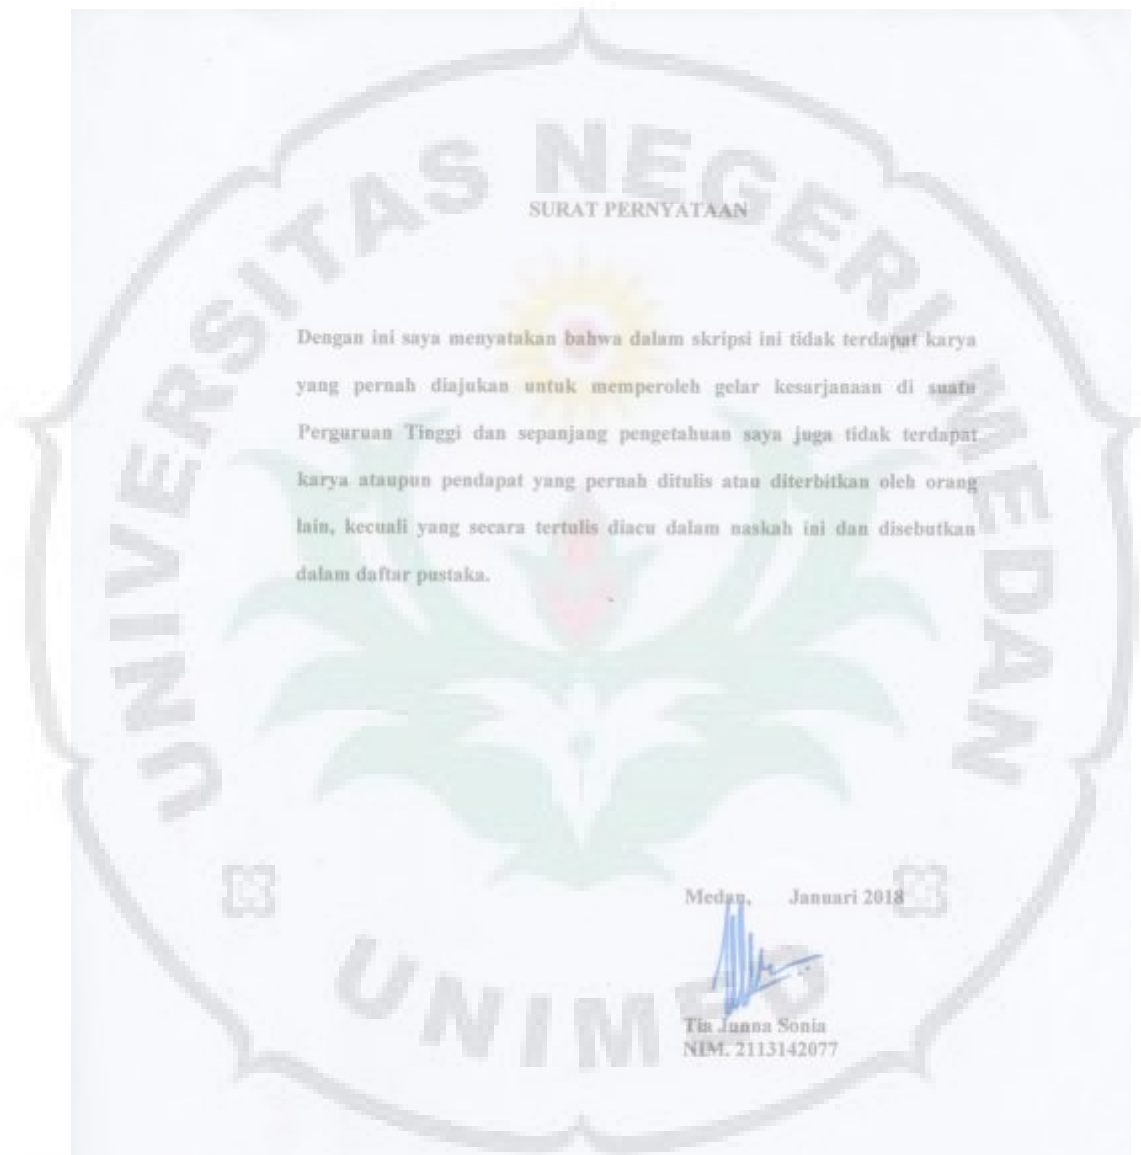 UNIVERSITAS NEGERI MEDAN
SURAT PERNYATAAN
Dengan ini saya menyatakan bahwa dalam skripsi ini tidak terdapat karya
yang pernah diajukan untuk memperoleh gelar kesarjanaan di suatu
Perguruan Tinggi dan sepanjang pengetahuan saya juga tidak terdapat
karya ataupun pendapat yang pernah ditulis atau diterbitkan oleh orang
lain, kecuali yang secara tertulis diacu dalam naskah ini dan disebutkan
dalam daftar pustaka.
Medan, Januari 2018
Tia Junna Sonia
NIM. 2113142077
UNIMED